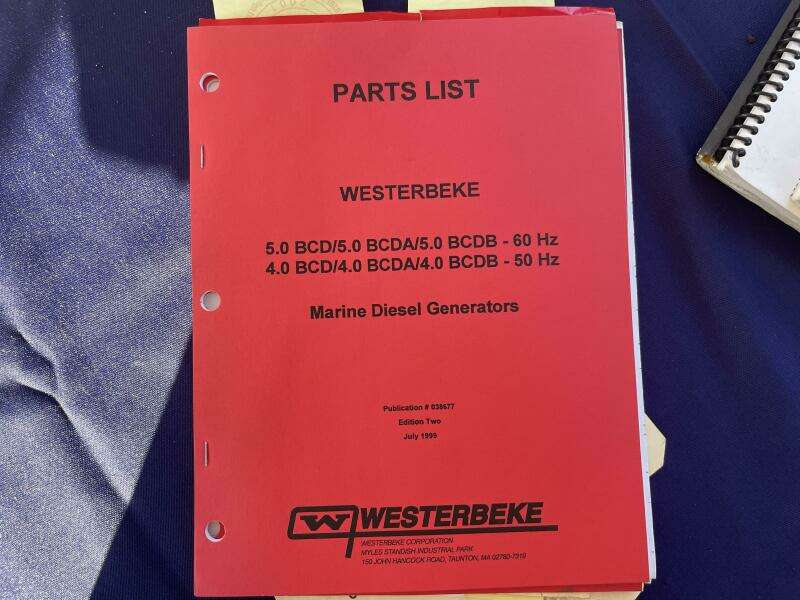 PARTS LIST
WESTERBEKE
5.0 BCD/5.0 BCDA/5.0 BCDB - 60 Hz
4.0 BCD/4.0 BCDA/4.0 BCDB - 50 Hz
Marine Diesel Generators
Publication # 038677
Edition Two
July 1999
W WESTERBEKE
WESTERBEKE CORPORATION
MYLES STANDISH INDUSTRIAL PARK
150 JOHN HANCOCK ROAD, TAUNTON, MA 02780-7319